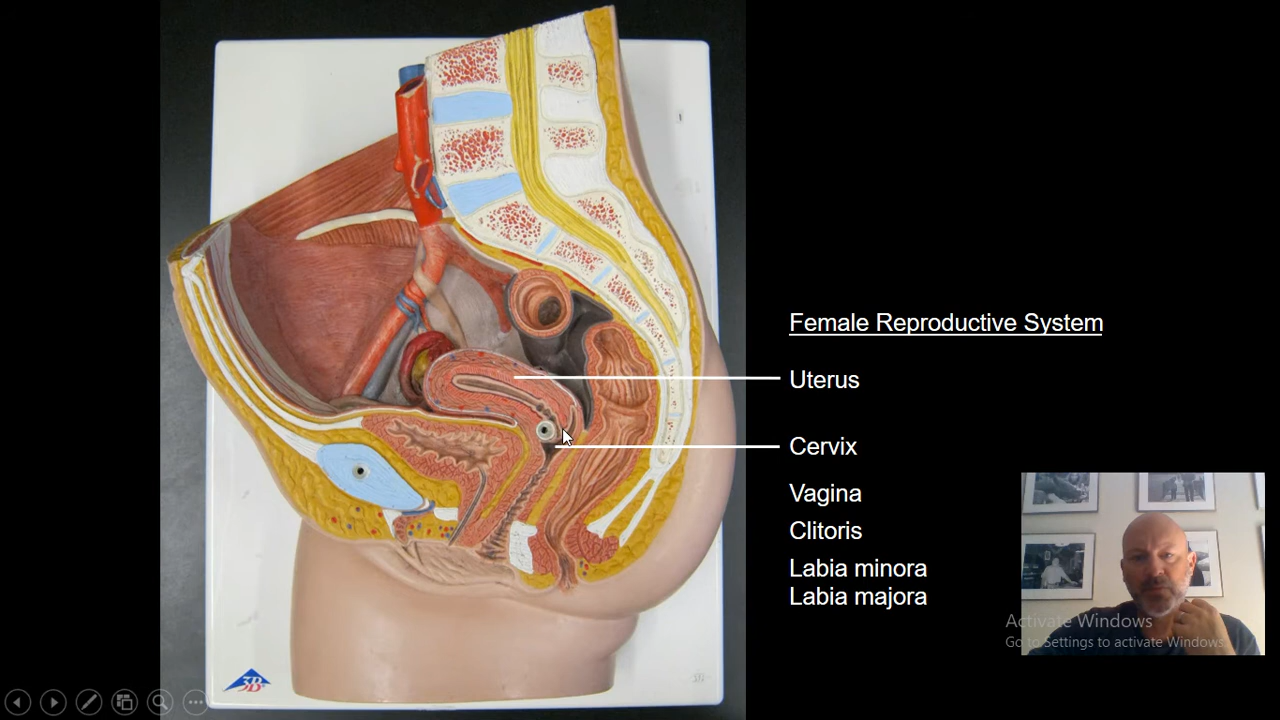 Female Reproductive System
Uterus
Cervix
Vagina
Clitoris
Labia minora
Labia majora
Activate Windows
Go to Settings to activate Windows.
3B